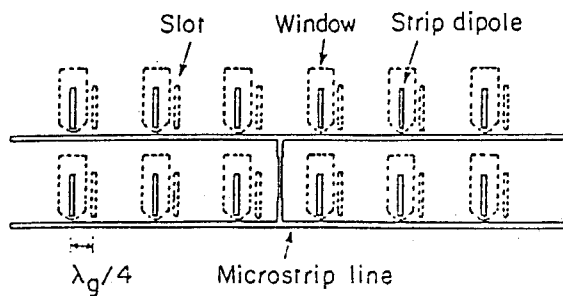 Slot
Window
Strip dipole
λg/4
Microstrip line